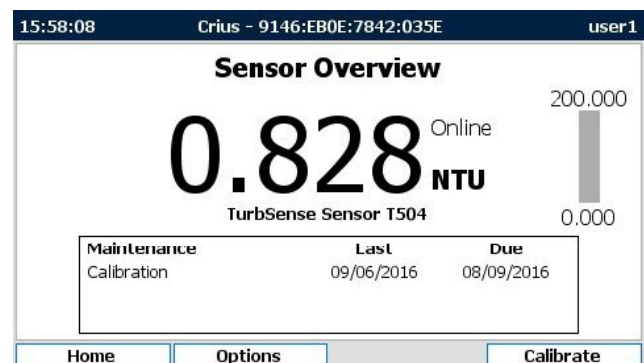 15:58:08 Crius - 9146:EB0E:7842:035E user1
Sensor Overview
200.000
0.828 Online
NTU
TurbSense Sensor T504
0.000
Maintenance Last Due
Calibration 09/06/2016 08/09/2016
Home Options Calibrate